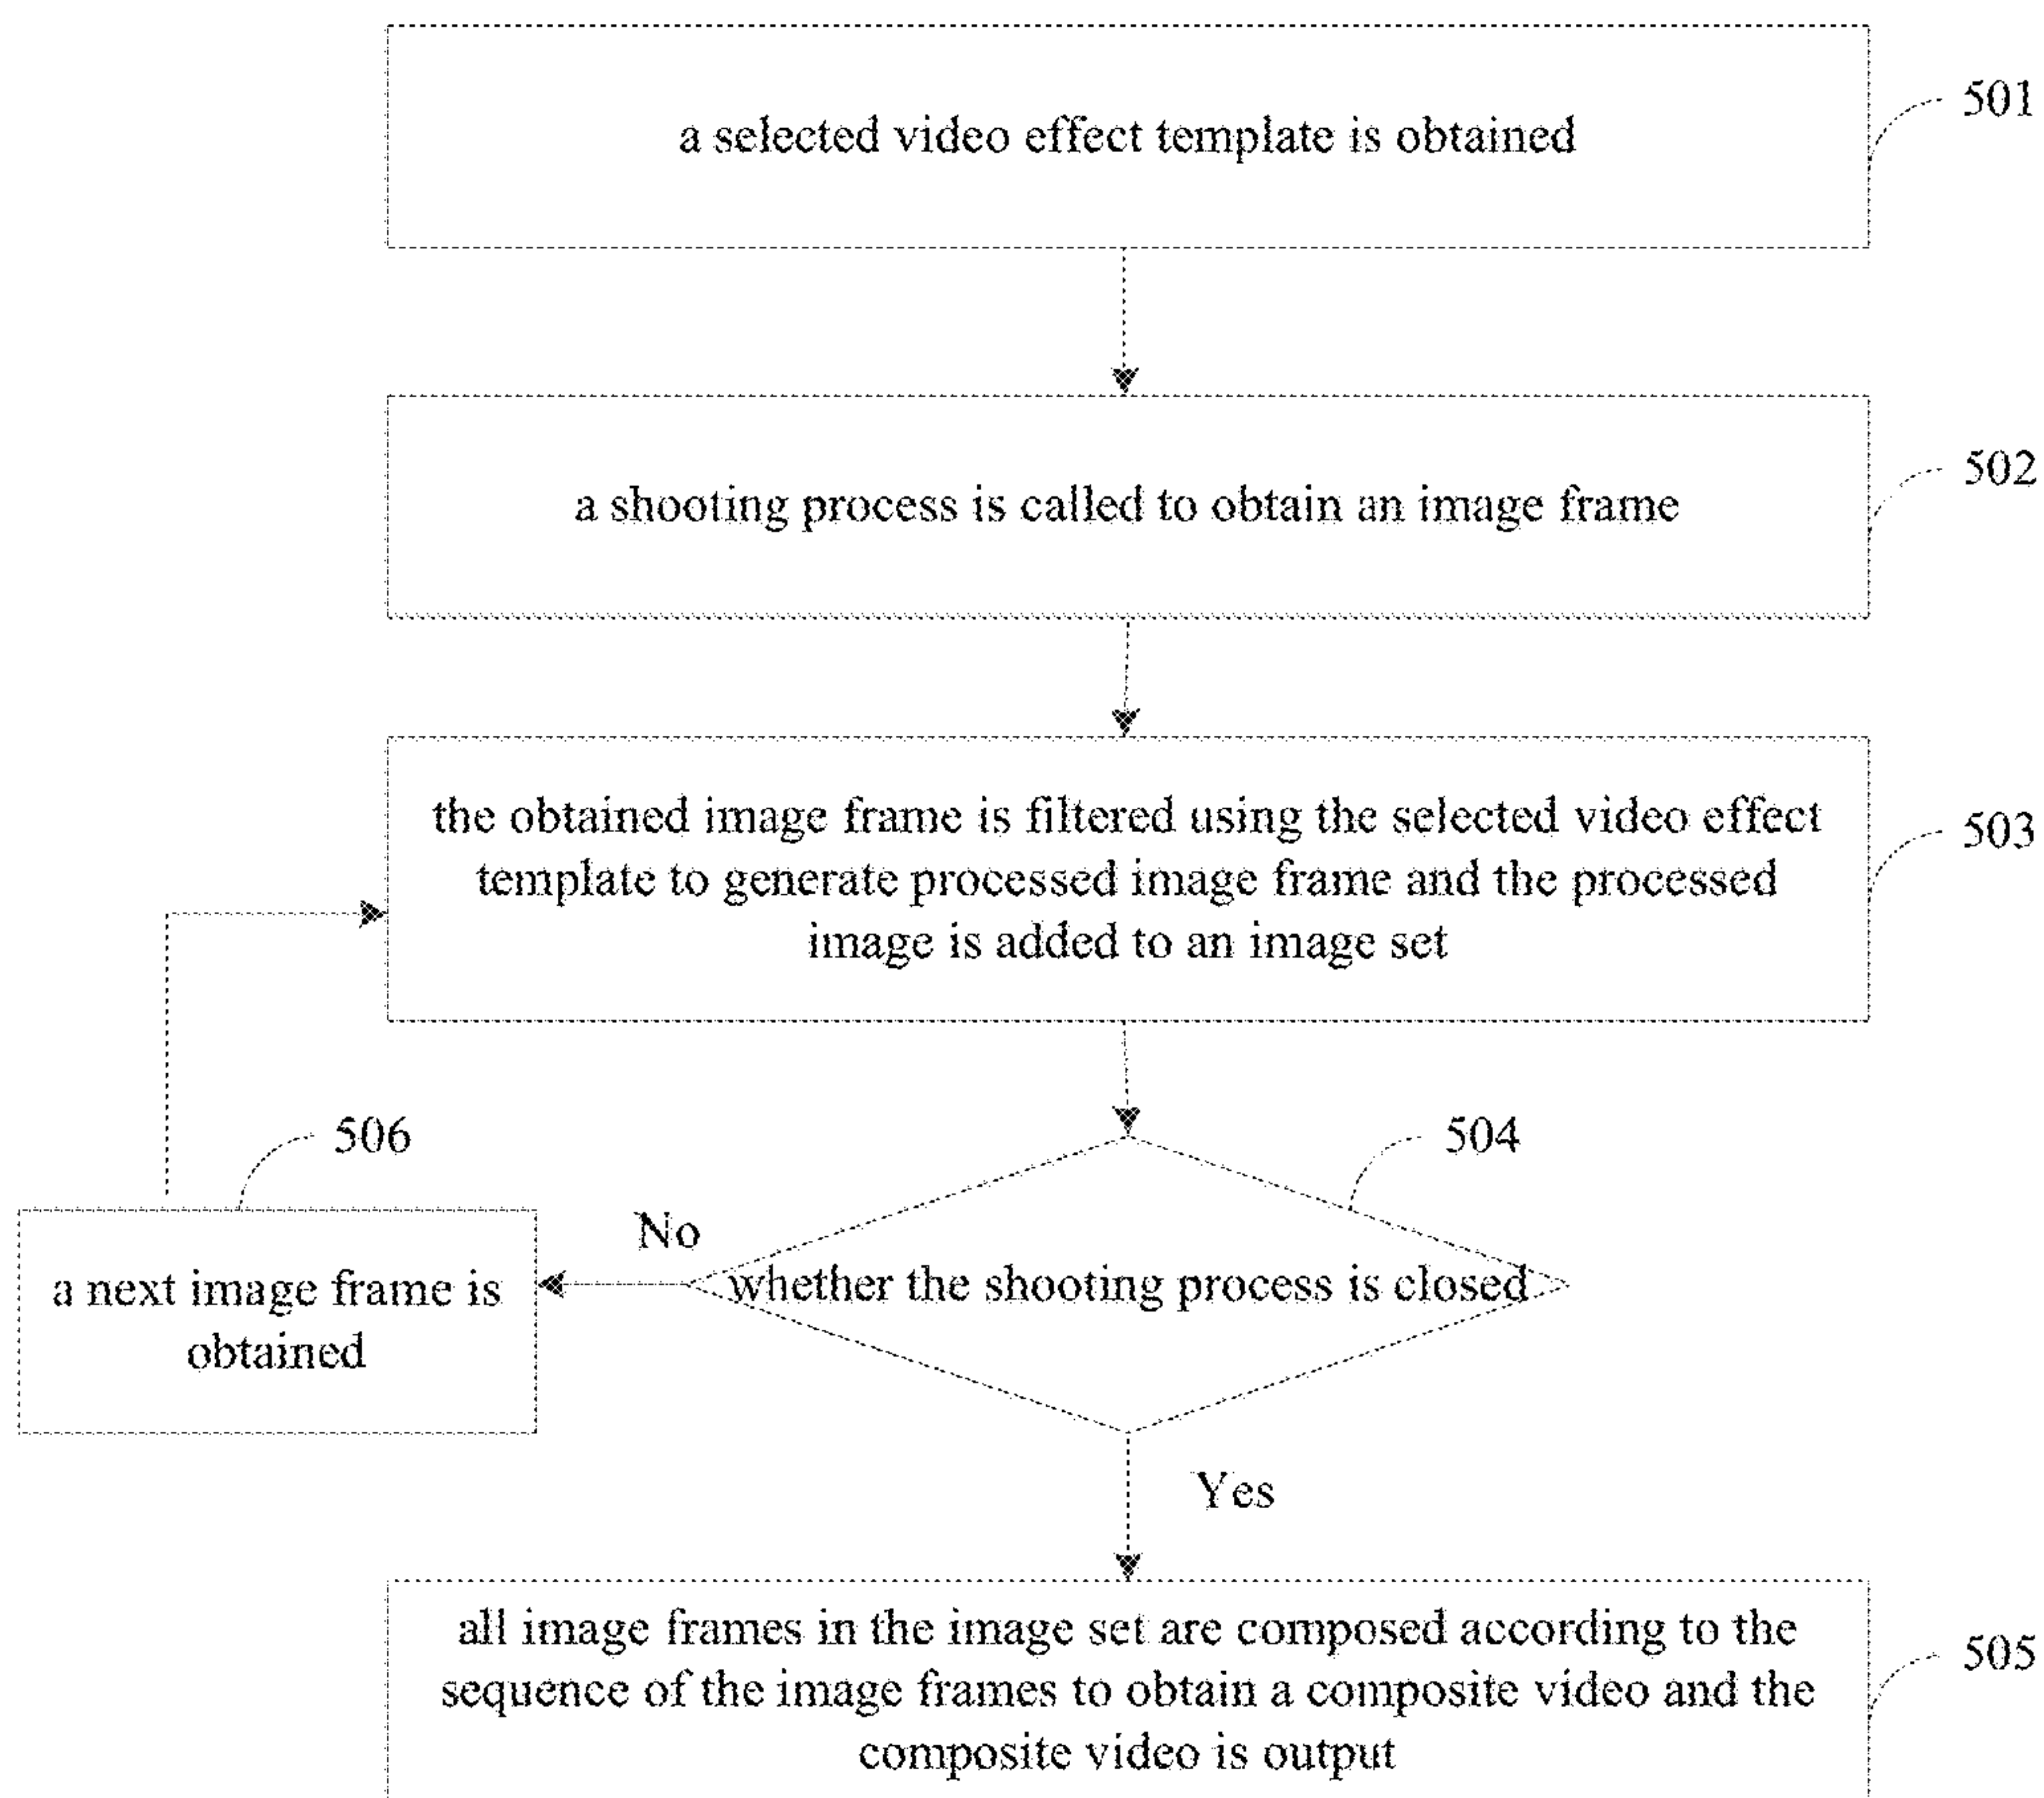 a selected video effect template is obtained
501
a shooting process is called to obtain an image frame
502
the obtained image frame is filtered using the selected video effect
template to generate processed image frame and the processed
image is added to an image set
503
506
504
No
whether the shooting process is closed
a next image frame is
obtained
Yes
all image frames in the image set are composed according to the
sequence of the image frames to obtain a composite video and the
composite video is output
505